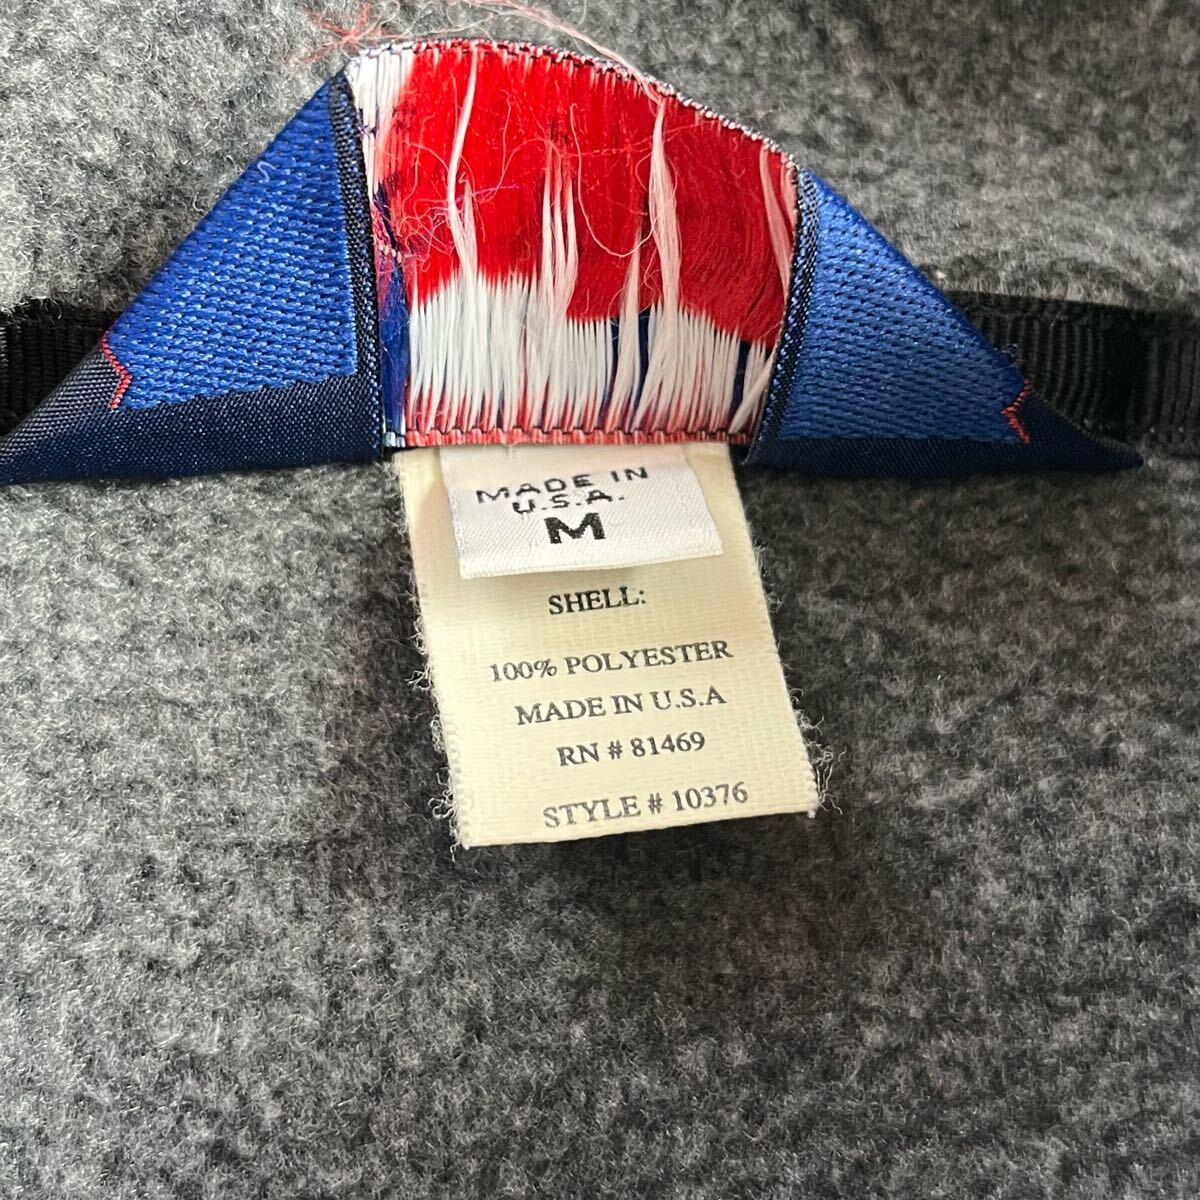 MADE IN
U.S.A.
M
SHELL:
100% POLYESTER
MADE IN U.S.A
RN # 81469
STYLE # 10376